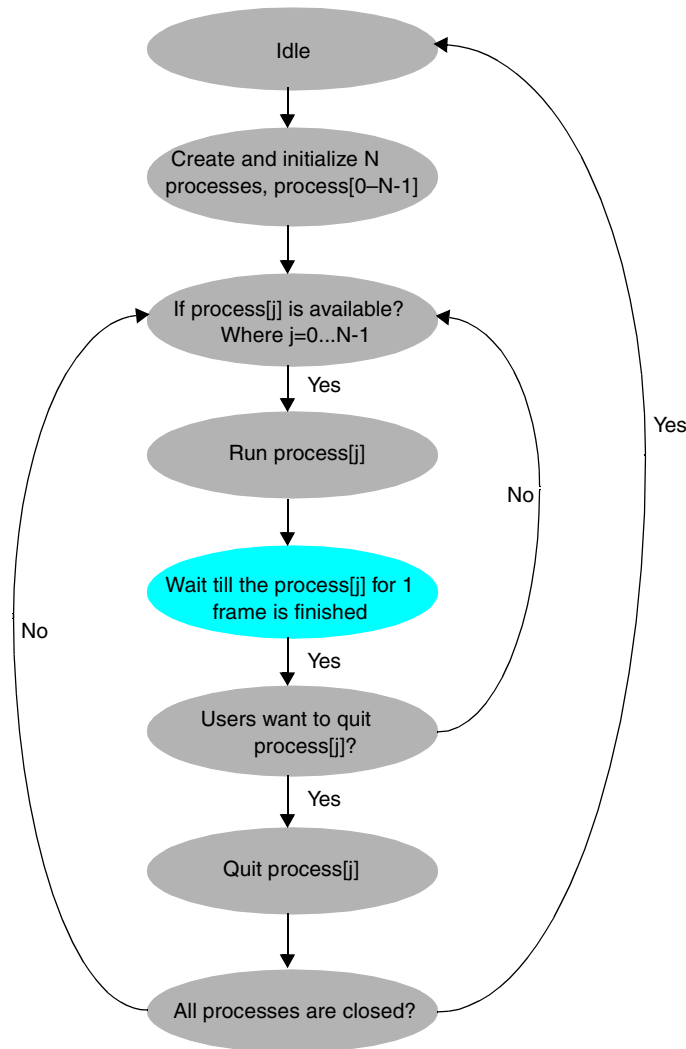 Idle
Create and initialize N
processes, process[0–N-1]
If process[j] is available?
Where j=0...N-1
Yes
Run process[j]
Wait till the process[j] for 1
frame is finished
Yes
Users want to quit
process[j]?
Yes
Quit process[j]
All processes are closed?
No
No
Yes